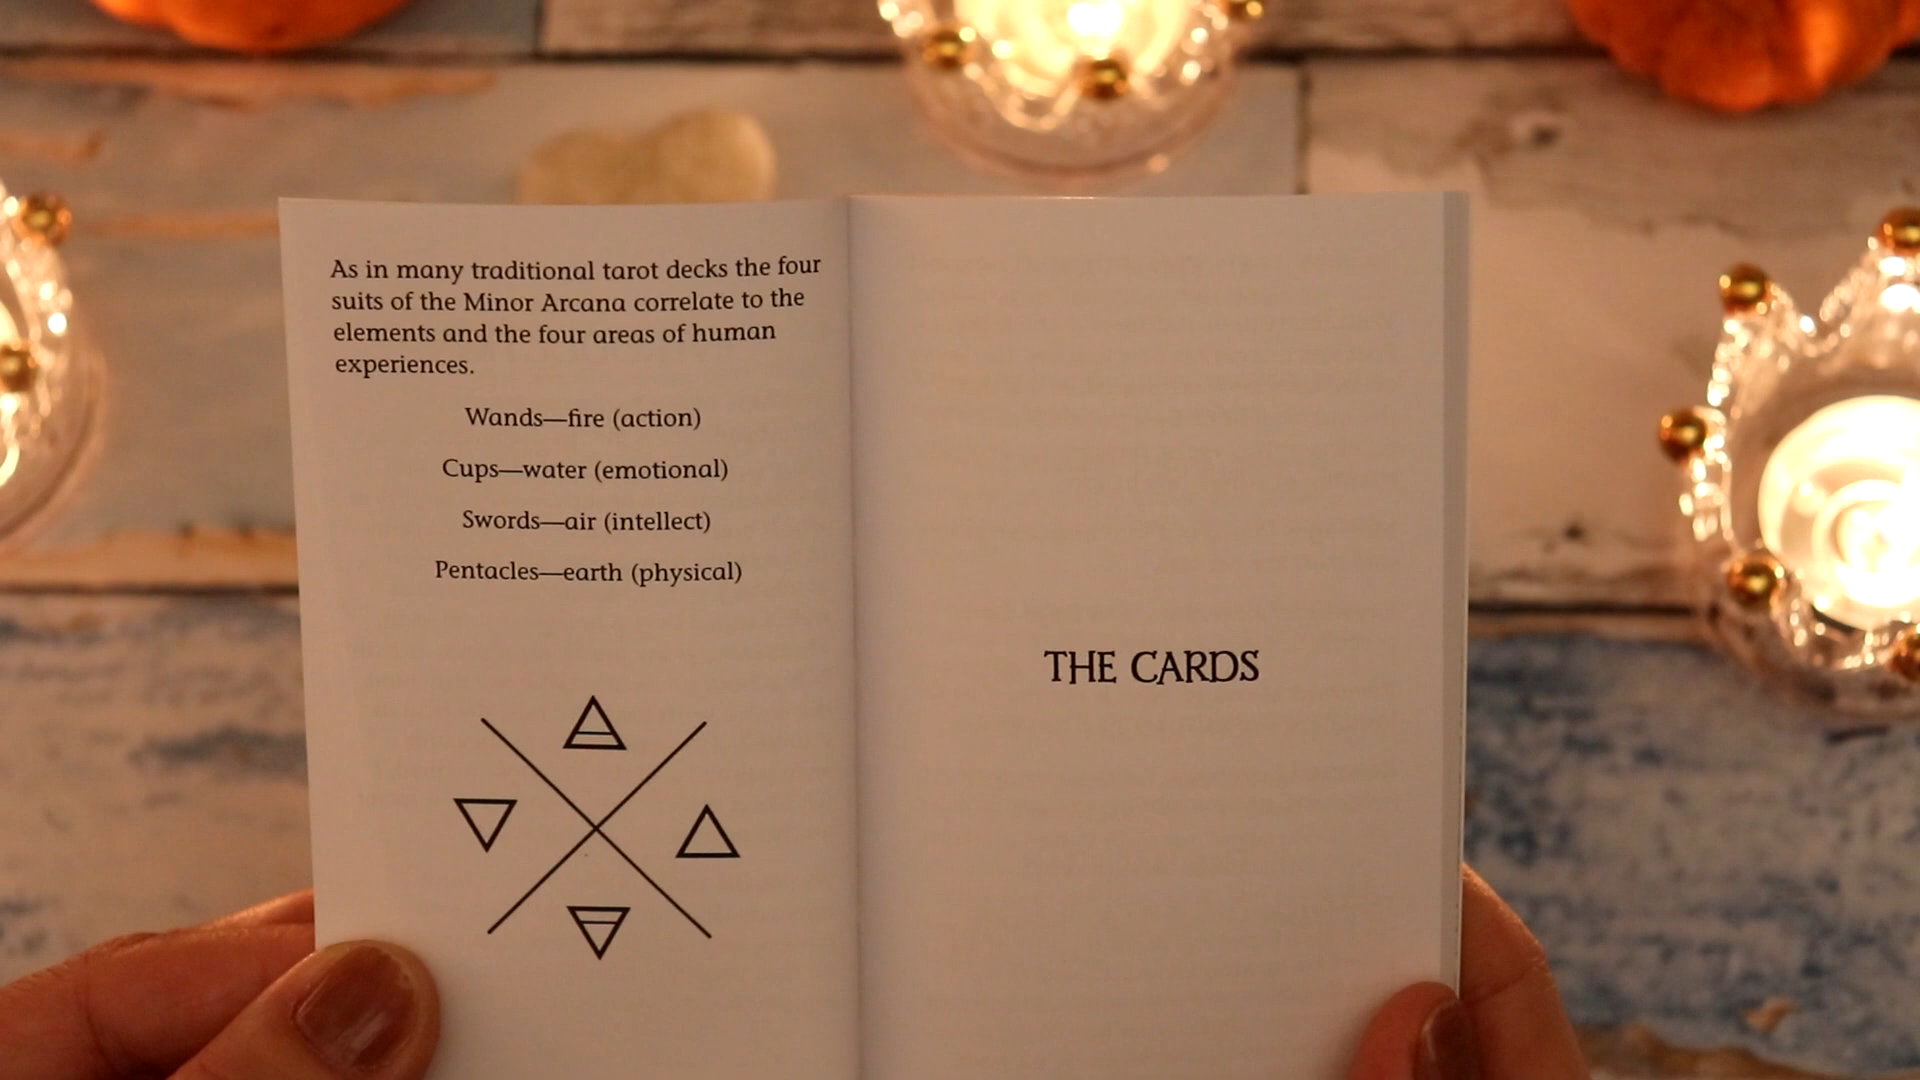 As in many traditional tarot decks the four
suits of the Minor Arcana correlate to the
elements and the four areas of human
experiences.
Wands—fire (action)
Cups—water (emotional)
Swords—air (intellect)
Pentacles—earth (physical)
THE CARDS